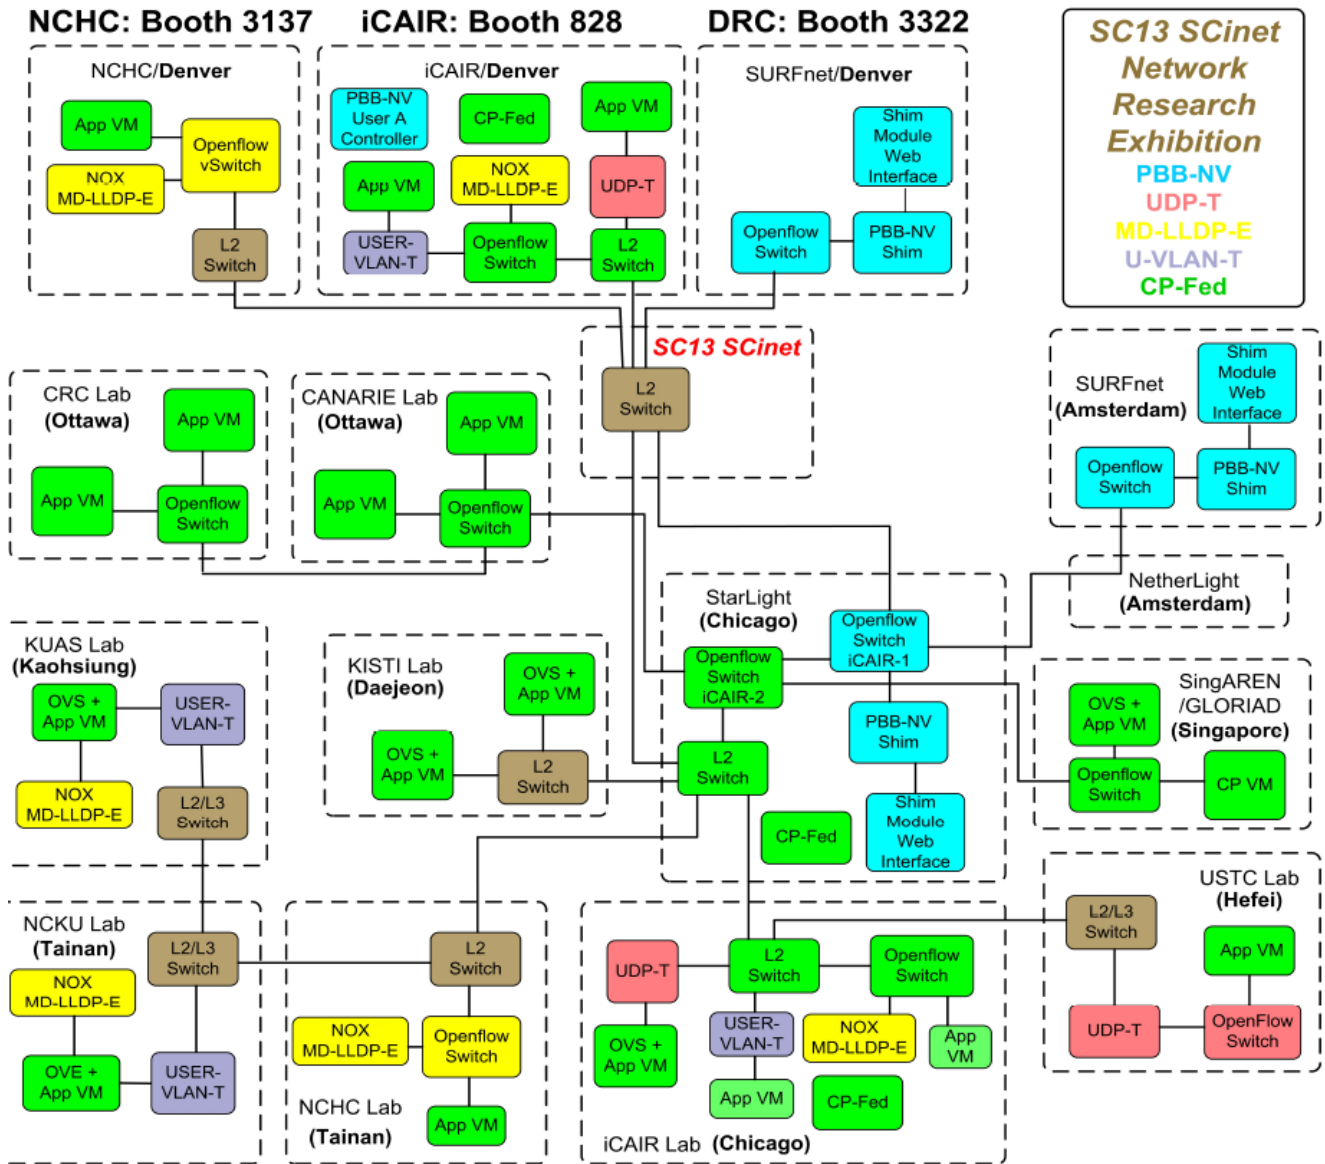 NCHC: Booth 3137
iCAIR: Booth 828
DRC: Booth 3322
SC13 SCinet
Network
Research
Exhibition
PBB-NV
UDP-T
MD-LLDP-E
U-VLAN-T
CP-Fed
NCHC/Denver
App VM
Openflow
vSwitch
NOX
MD-LLDP-E
L2
Switch
iCAIR/Denver
PBB-NV
User A
Controller
CP-Fed
App VM
App VM
NOX
MD-LLDP-E
UDP-T
USER-
VLAN-T
Openflow
Switch
L2
Switch
SURFnet/Denver
Shim
Module
Web
Interface
Openflow
Switch
PBB-NV
Shim
SC13 SCinet
L2
Switch
CRC Lab
(Ottawa)
App VM
App VM
Openflow
Switch
CANARIE Lab
(Ottawa)
App VM
App VM
Openflow
Switch
SURFnet
(Amsterdam)
Shim
Module
Web
Interface
Openflow
Switch
PBB-NV
Shim
NetherLight
(Amsterdam)
StarLight
(Chicago)
Openflow
Switch
iCAIR-1
Openflow
Switch
iCAIR-2
PBB-NV
Shim
L2
Switch
Shim
Module
Web
Interface
CP-Fed
KUAS Lab
(Kaohsiung)
OVS +
App VM
USER-
VLAN-T
NOX
MD-LLDP-E
L2/L3
Switch
KISTI Lab
(Daejeon)
OVS +
App VM
OVS +
App VM
L2
Switch
SingAREN
/GLORIAD
(Singapore)
OVS +
App VM
Openflow
Switch
CP VM
NCKU Lab
(Tainan)
L2/L3
Switch
NOX
MD-LLDP-E
OVE +
App VM
USER-
VLAN-T
L2
Switch
NOX
MD-LLDP-E
Openflow
Switch
App VM
NCHC Lab
(Tainan)
UDP-T
L2
Switch
Openflow
Switch
OVS +
App VM
USER-
VLAN-T
NOX
MD-LLDP-E
App
VM
App VM
CP-Fed
iCAIR Lab (Chicago)
USTC Lab
(Hefei)
L2/L3
Switch
App VM
UDP-T
OpenFlow
Switch